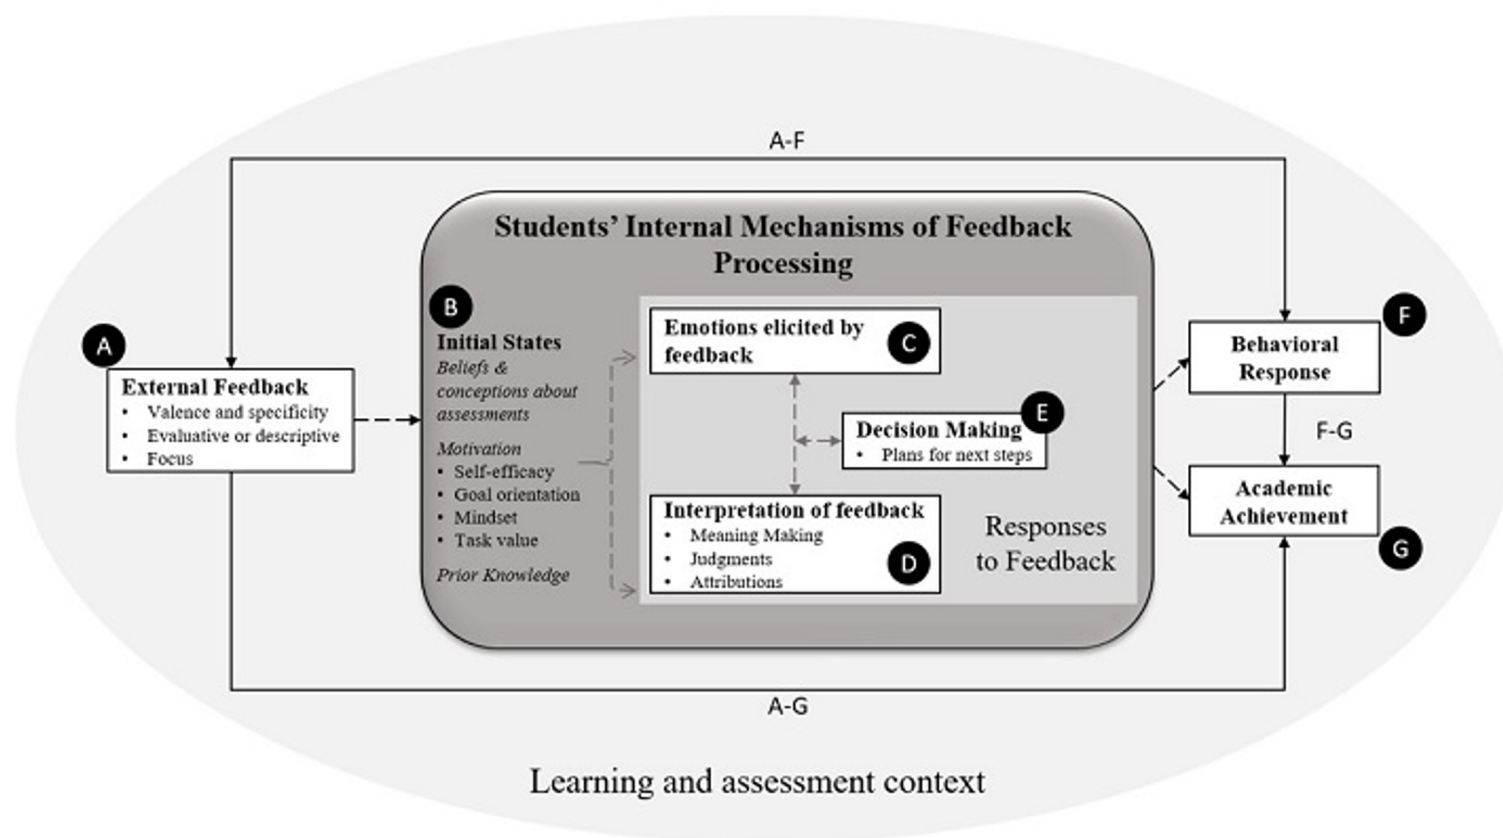 A-F
Students’ Internal Mechanisms of Feedback
Processing
A
External Feedback
• Valence and specificity
• Evaluative or descriptive
• Focus
B
Initial States
Beliefs &
conceptions about
assessments
Motivation
• Self-efficacy
• Goal orientation
• Mindset
• Task value
Prior Knowledge
Emotions elicited by
feedback
C
E
Decision Making
• Plans for next steps
Interpretation of feedback
• Meaning Making
• Judgments
• Attributions
D
Responses
to Feedback
F
Behavioral
Response
F-G
Academic
Achievement
G
A-G
Learning and assessment context